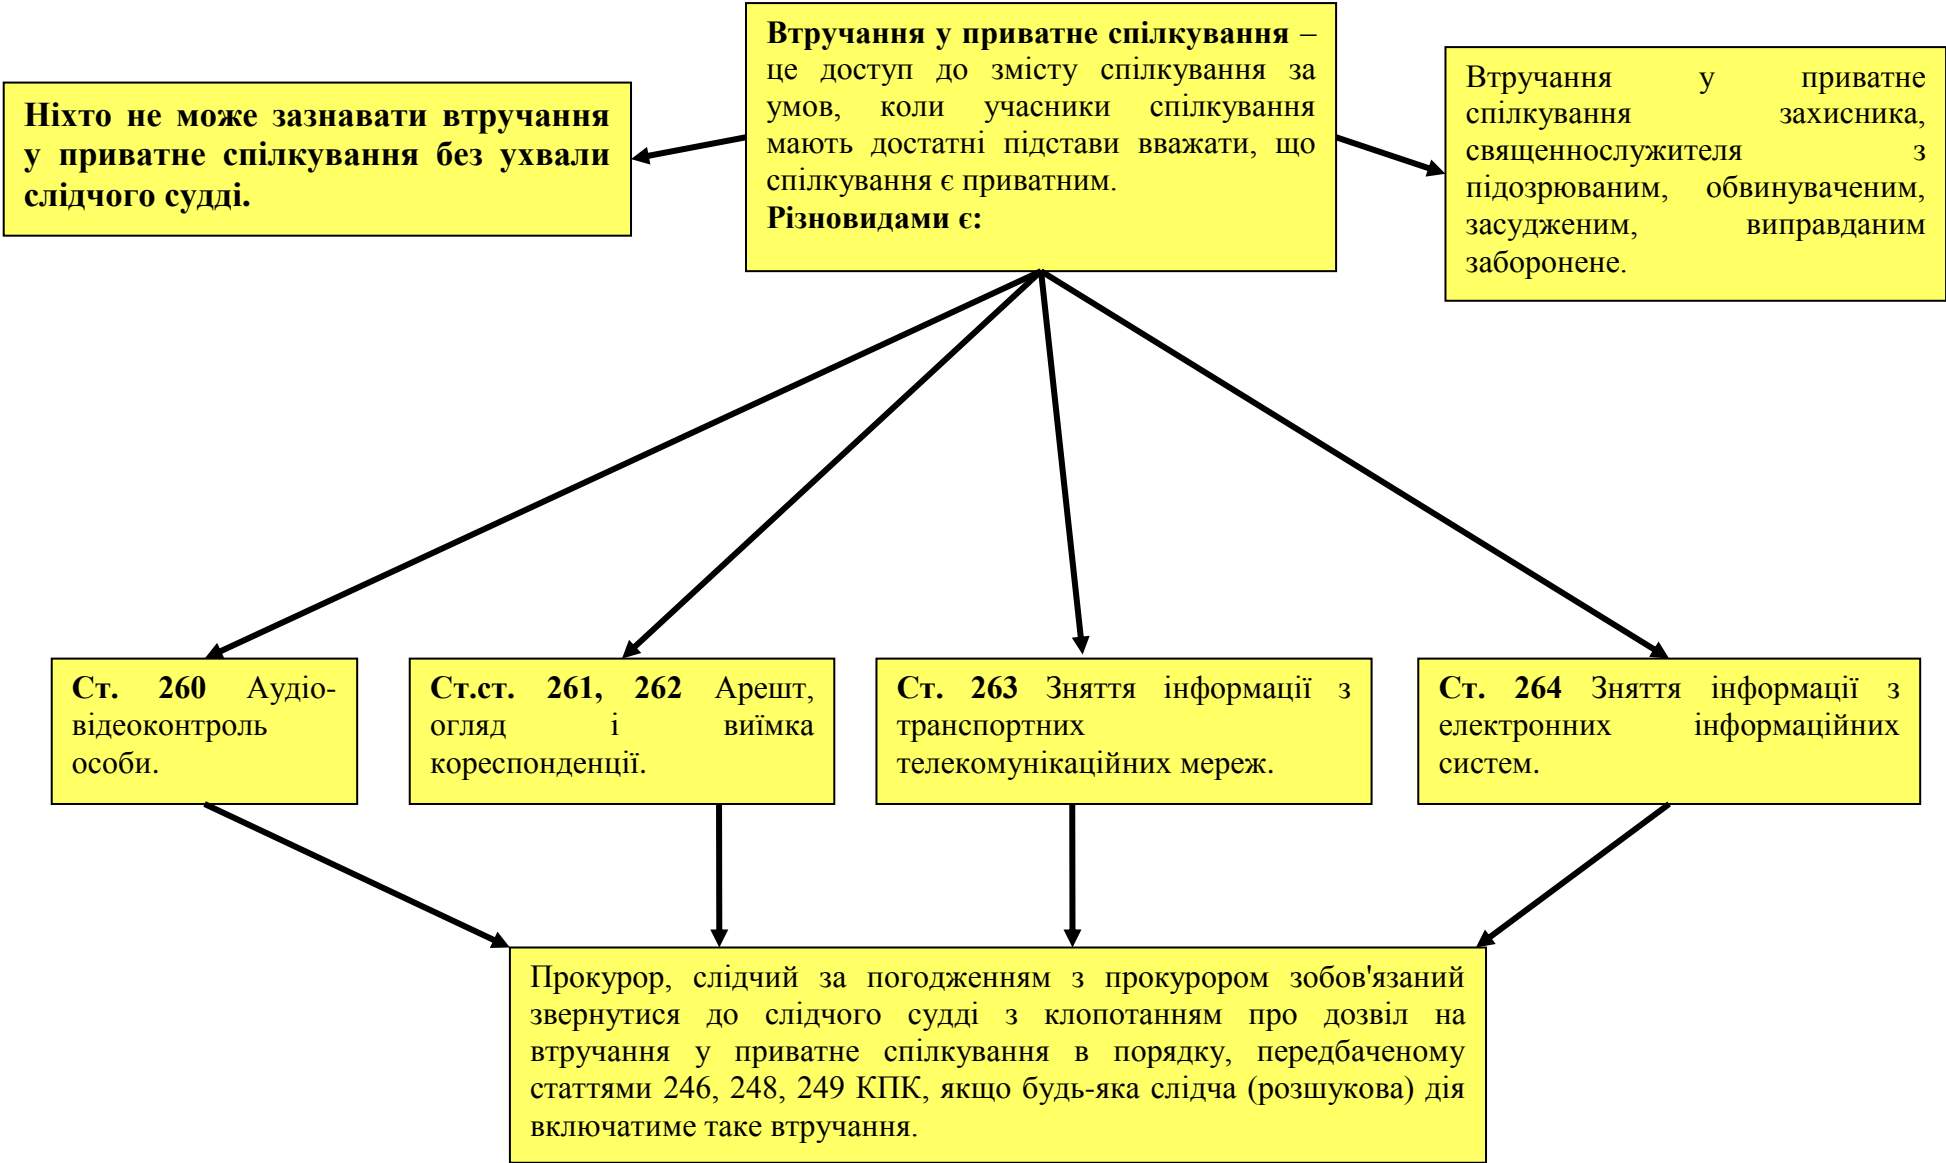 Втручання у приватне спілкування –
це доступ до змісту спілкування за
умов, коли учасники спілкування
мають достатні підстави вважати, що
спілкування є приватним.
Різновидами є:
Ніхто не може зазнавати втручання
у приватне спілкування без ухвали
слідчого судді.
Втручання у приватне
спілкування захисника,
священнослужителя з
підозрюваним, обвинуваченим,
засудженим, виправданим
заборонене.
Ст. 260 Аудіо-
відеоконтроль
особи.
Ст.ст. 261, 262 Арешт,
огляд і виїмка
кореспонденції.
Ст. 263 Зняття інформації з
транспортних
телекомунікаційних мереж.
Ст. 264 Зняття інформації з
електронних інформаційних
систем.
Прокурор, слідчий за погодженням з прокурором зобов'язаний
звернутися до слідчого судді з клопотанням про дозвіл на
втручання у приватне спілкування в порядку, передбаченому
статтями 246, 248, 249 КПК, якщо будь-яка слідча (розшукова) дія
включатиме таке втручання.